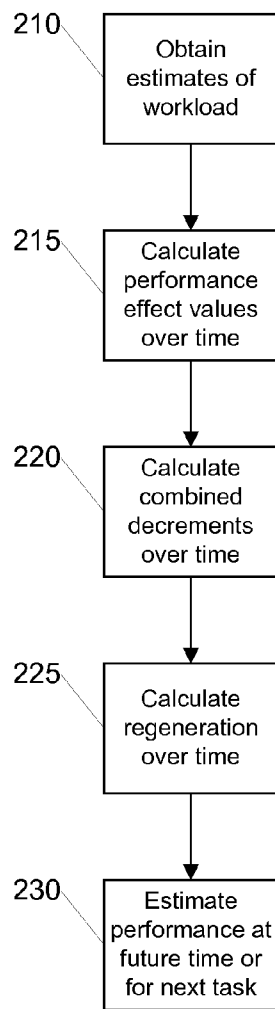 210
Obtain
estimates of
workload
215
Calculate
performance
effect values
over time
220
Calculate
combined
decrements
over time
225
Calculate
regeneration
over time
230
Estimate
performance at
future time or
for next task